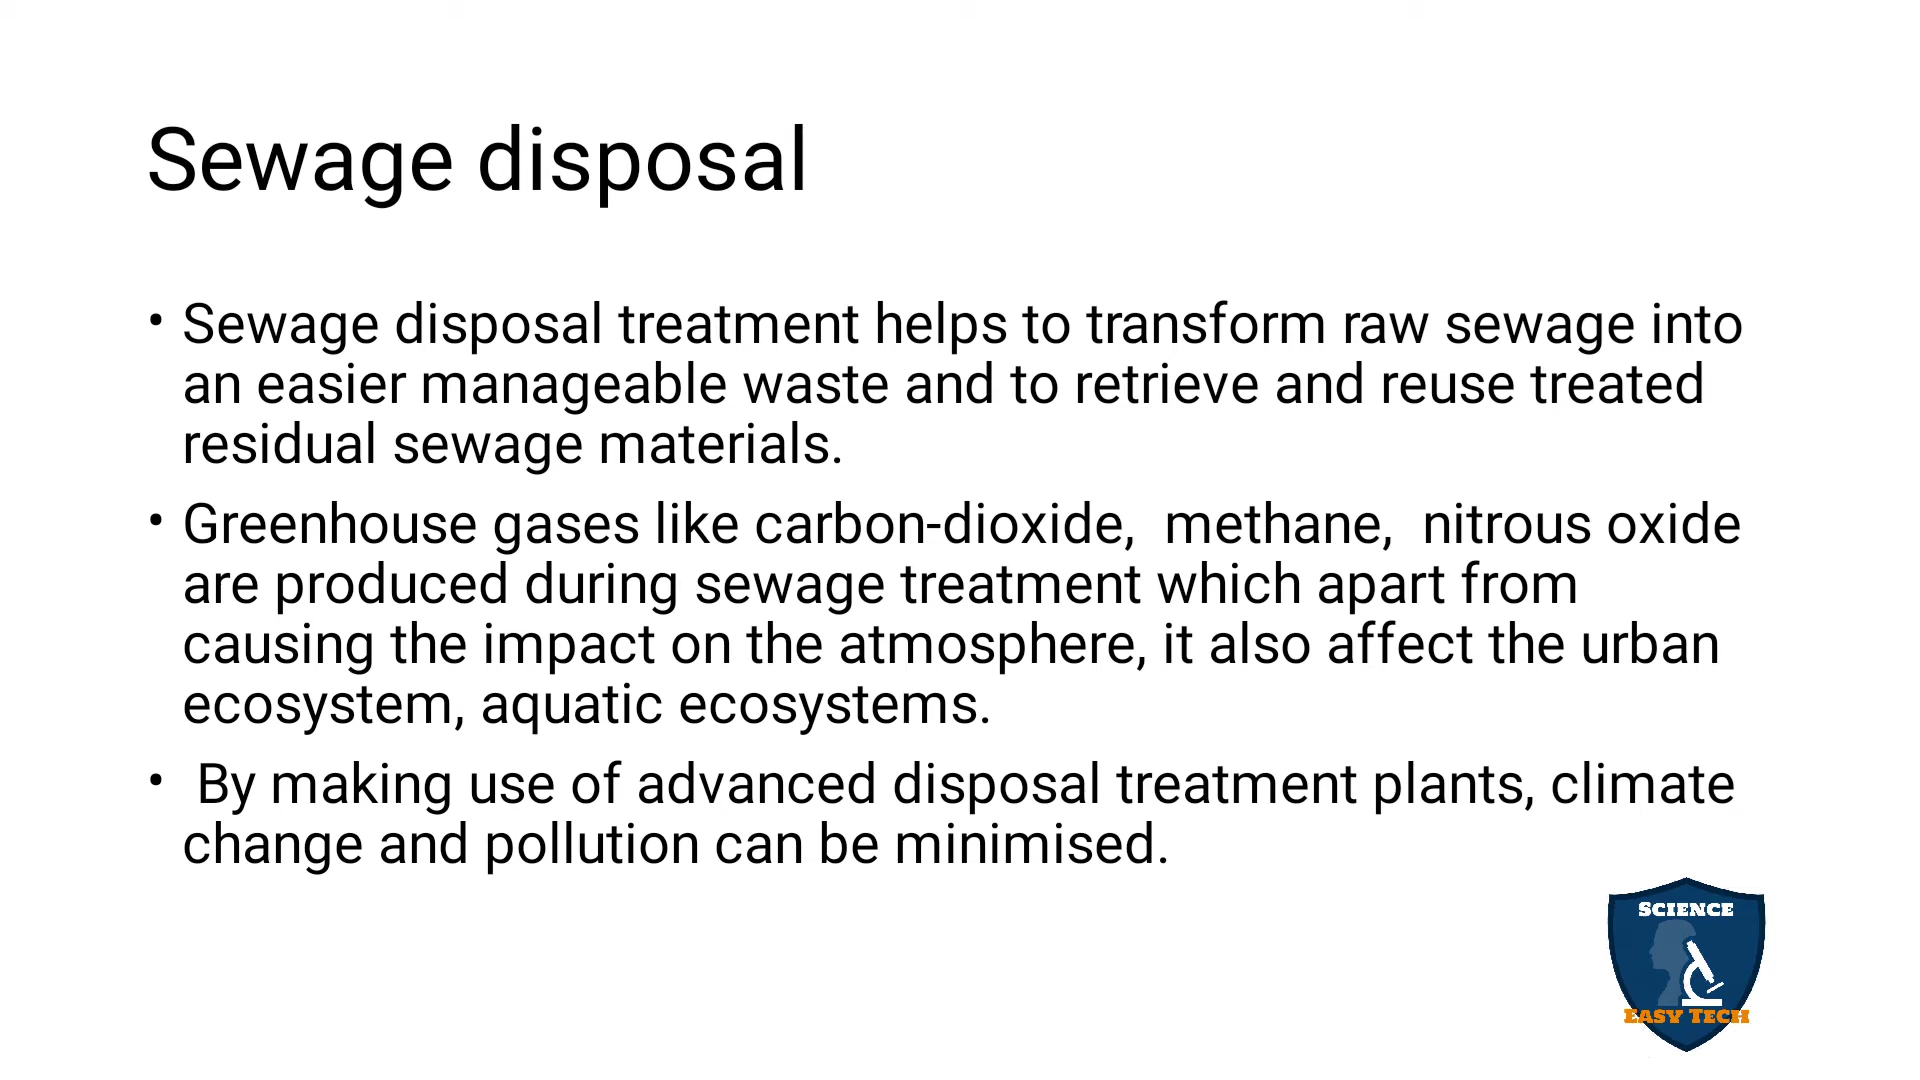 Sewage disposal
• Sewage disposal treatment helps to transform raw sewage into
an easier manageable waste and to retrieve and reuse treated
residual sewage materials.
• Greenhouse gases like carbon-dioxide,  methane,  nitrous oxide
are produced during sewage treatment which apart from
causing the impact on the atmosphere, it also affect the urban
ecosystem, aquatic ecosystems.
•  By making use of advanced disposal treatment plants, climate
change and pollution can be minimised.
SCIENCE
EASY TECH